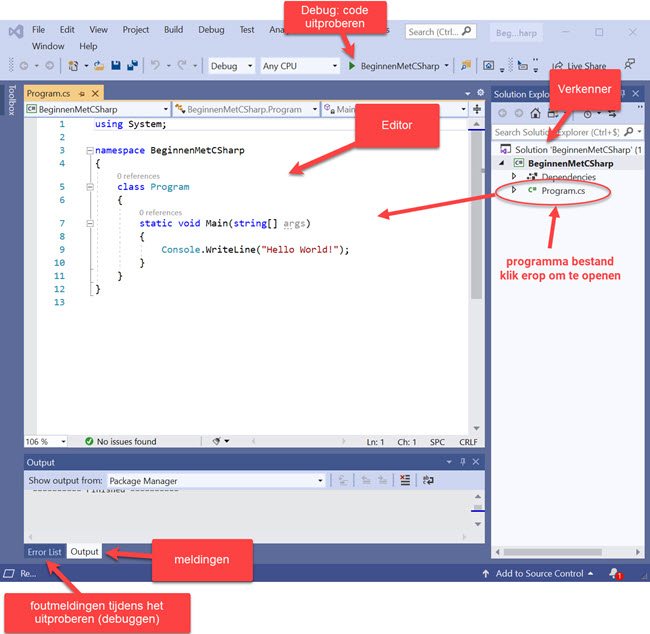 Debug: code
uitproberen
File Edit View Project Build Debug Test
Window Help
Search (Ctrl+...
Beg...harp
Debug Any CPU BeginnenMetCSharp Live Share
Toolbox
Program.cs
BeginnenMetCSharp BeginnenMetCSharp.Program Main
Editor
1 using System;
2
3 namespace BeginnenMetCSharp
4 {
0 references
5 class Program
6 {
0 references
7 static void Main(string[] args)
8 {
9 Console.WriteLine("Hello World!");
10 }
11 }
12 }
13
106 % No issues found Ln: 1 Ch: 1 SPC CRLF
Verkenner
Solution Explo
Search Solution Explorer (Ctrl+$)
Solution 'BeginnenMetCSharp' (1
BeginnenMetCSharp
Dependencies
C# Program.cs
programma bestand
klik erop om te openen
Output
Show output from: Package Manager
========== Finished ==========
Error List Output
meldingen
Re... Add to Source Control 1
foutmeldingen tijdens het
uitproberen (debuggen)